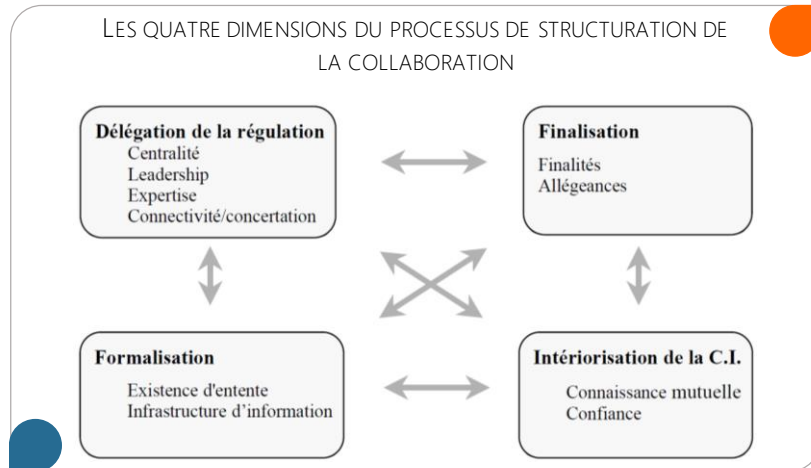 LES QUATRE DIMENSIONS DU PROCESSUS DE STRUCTURATION DE
LA COLLABORATION
Délégation de la régulation
Centralité
Leadership
Expertise
Connectivité/concertation
Finalisation
Finalités
Allégeances
Formalisation
Existence d'entente
Infrastructure d’information
Intériorisation de la C.I.
Connaissance mutuelle
Confiance